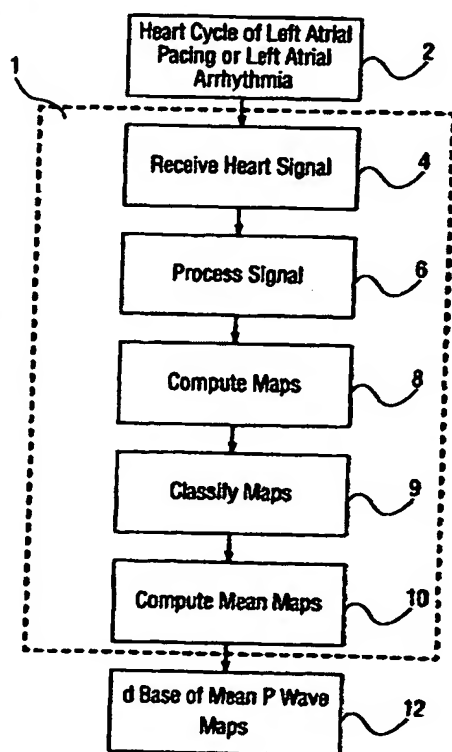 Heart Cycle of Left Atrial
Pacing or Left Atrial
Arrhythmia
2
1
Receive Heart Signal
4
Process Signal
6
Compute Maps
8
Classify Maps
9
Compute Mean Maps
10
d Base of Mean P Wave
Maps
12